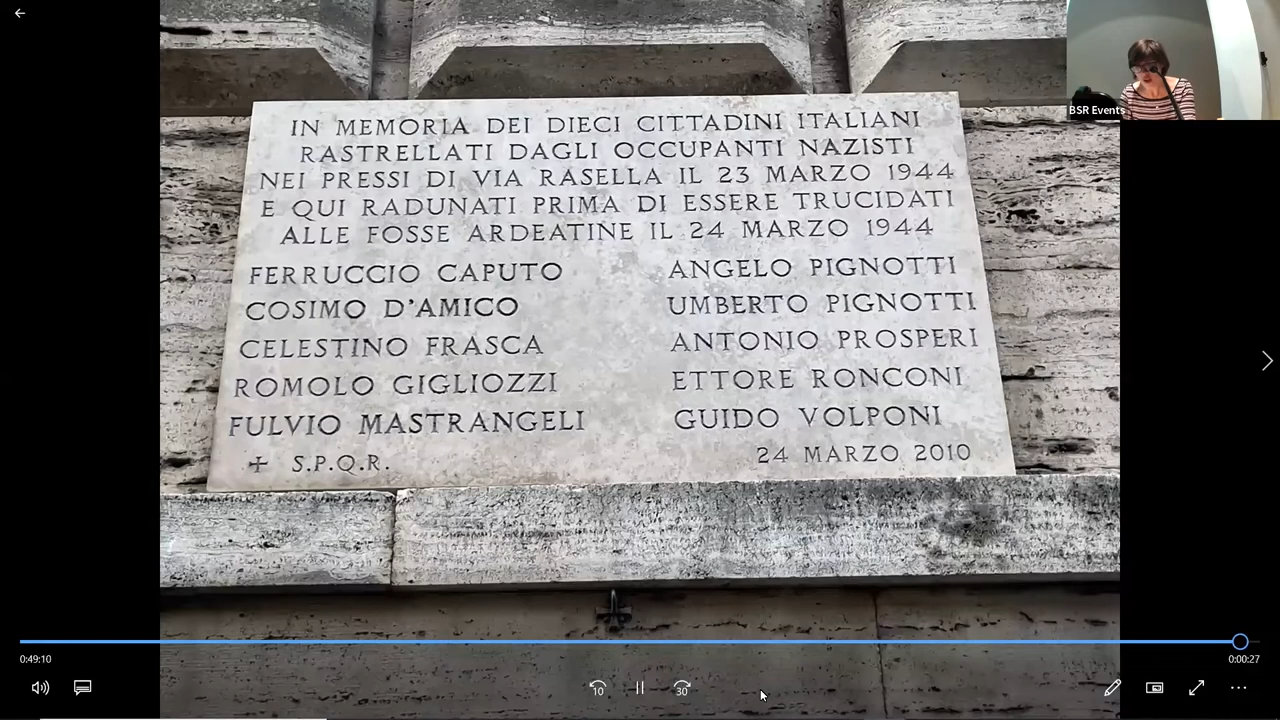 BSR Events
IN MEMORIA DEI DIECI CITTADINI ITALIANI
RASTRELLATI DAGLI OCCUPANTI NAZISTI
NEI PRESSI DI VIA RASELLA IL 23 MARZO 1944
E QUI RADUNATI PRIMA DI ESSERE TRUCIDATI
ALLE FOSSE ARDEATINE IL 24 MARZO 1944
FERRUCCIO CAPUTO ANGELO PIGNOTTI
COSIMO D'AMICO UMBERTO PIGNOTTI
CELESTINO FRASCA ANTONIO PROSPERI
ROMOLO GIGLIOZZI ETTORE RONCONI
FULVIO MASTRANGELI GUIDO VOLPONI
S.P.Q.R. 24 MARZO 2010
0:49:10 0:00:27
10 30